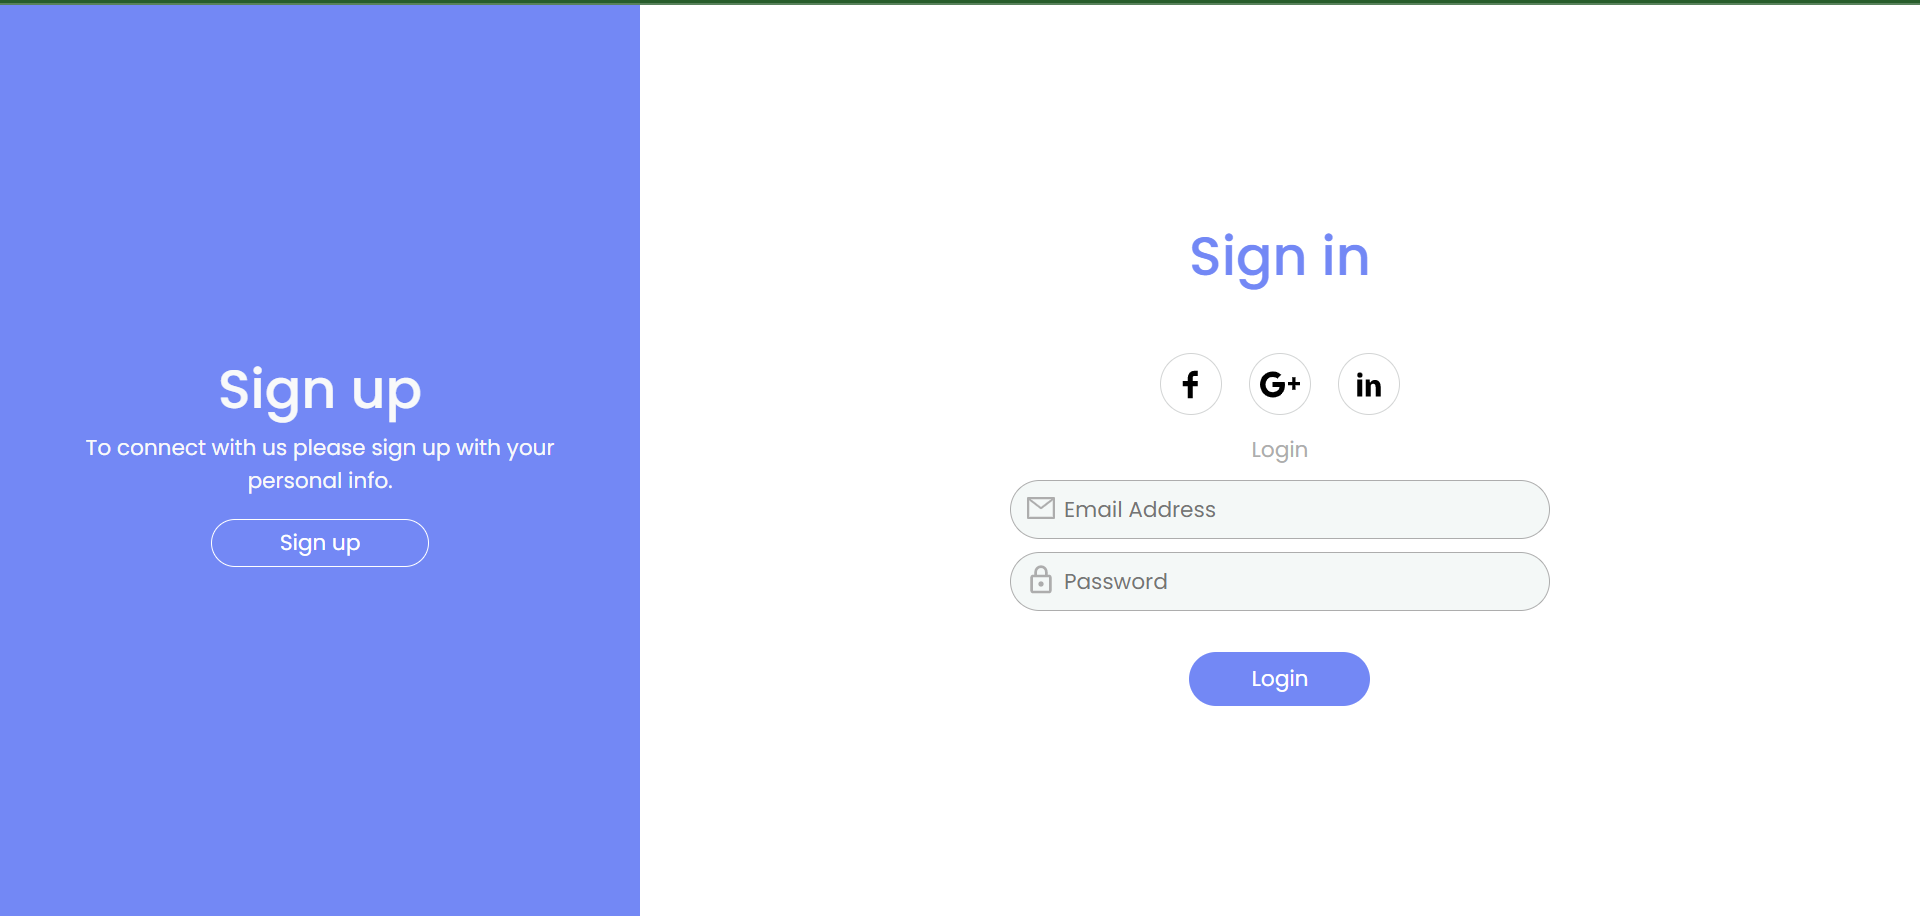 Sign up
To connect with us please sign up with your
personal info.
Sign up
Sign in
f
G+
in
Login
Email Address
Password
Login